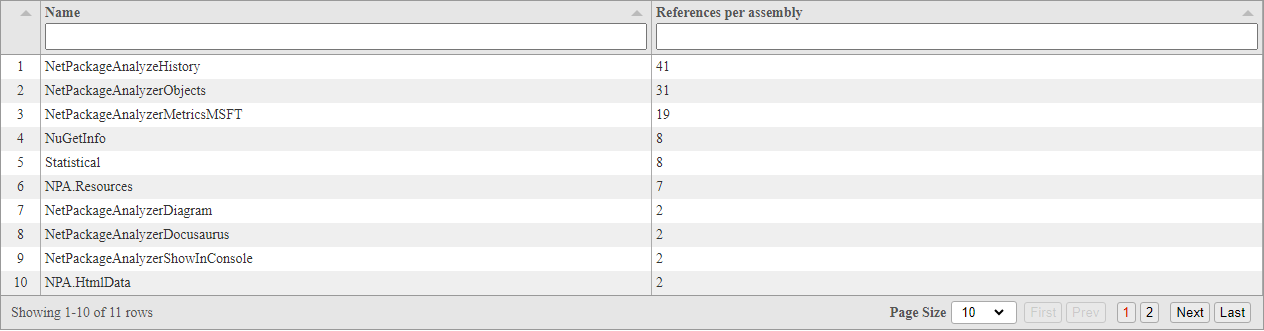 Name References per assembly
1 NetPackageAnalyzeHistory 41
2 NetPackageAnalyzerObjects 31
3 NetPackageAnalyzerMetricsMSFT 19
4 NuGetInfo 8
5 Statistical 8
6 NPA.Resources 7
7 NetPackageAnalyzerDiagram 2
8 NetPackageAnalyzerDocusaurus 2
9 NetPackageAnalyzerShowInConsole 2
10 NPA.HtmlData 2
Showing 1-10 of 11 rows Page Size 10 First Prev 1 2 Next Last